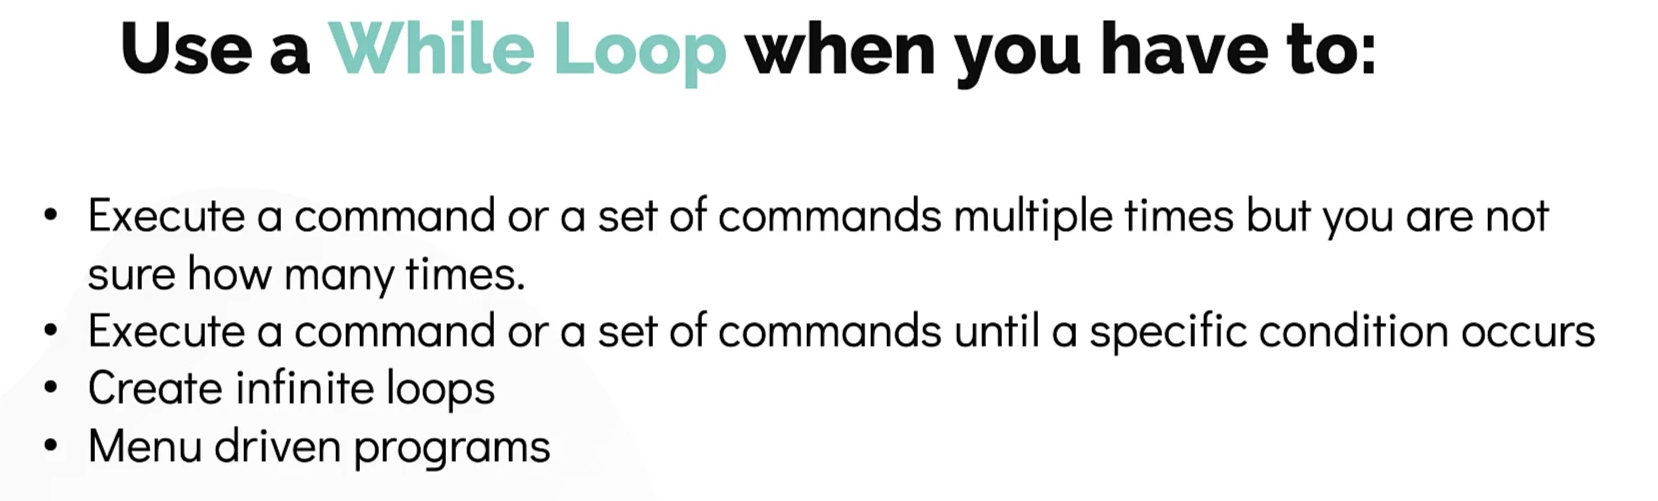 Use a While Loop when you have to:
• Execute a command or a set of commands multiple times but you are not
sure how many times.
• Execute a command or a set of commands until a specific condition occurs
• Create infinite loops
• Menu driven programs